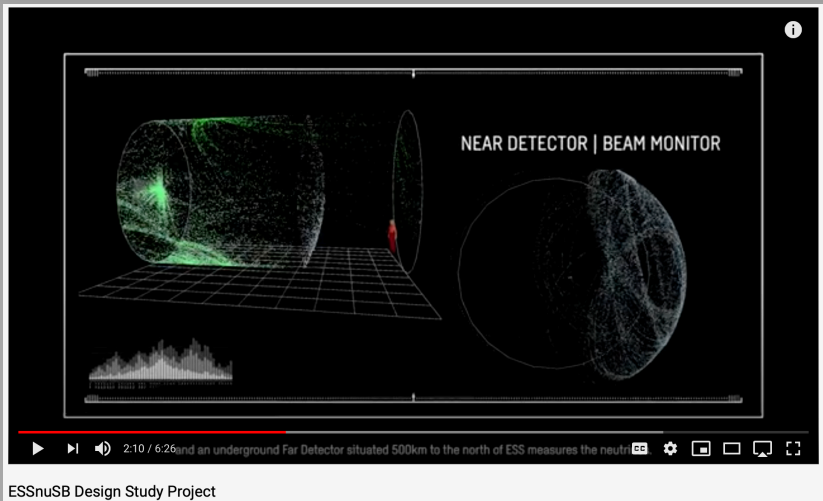 NEAR DETECTOR | BEAM MONITOR
2:10 / 6:26
and an underground Far Detector situated 500km to the north of ESS measures the
CC
ESSnuSB Design Study Project